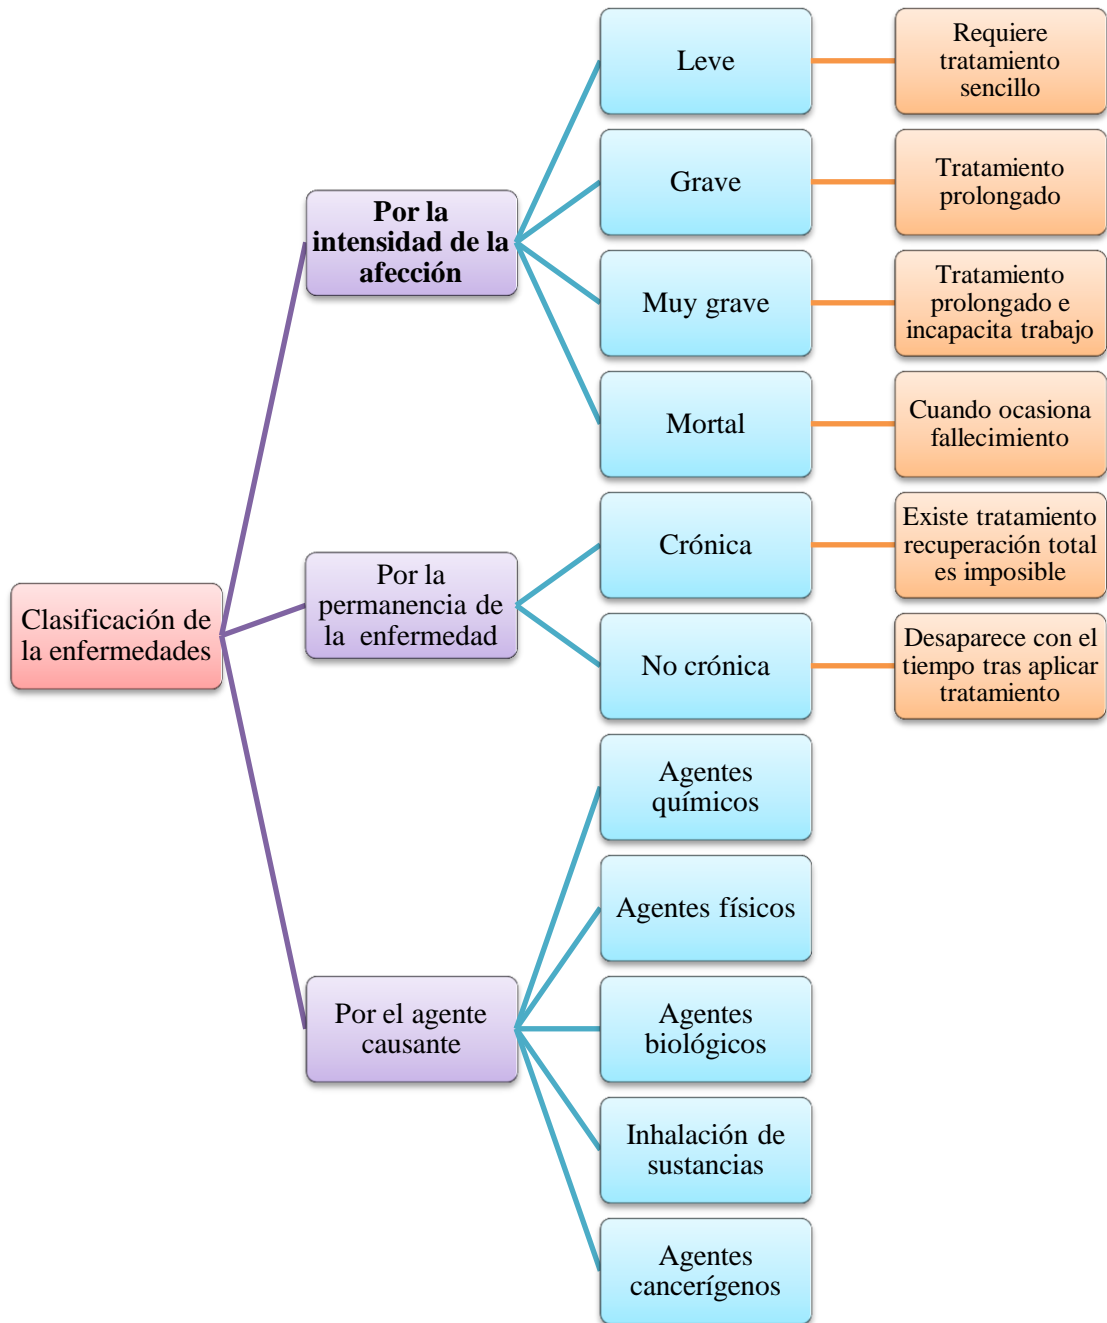 Clasificación de
la enfermedades
Por la
intensidad de la
afección
Leve
Requiere
tratamiento
sencillo
Grave
Tratamiento
prolongado
Muy grave
Tratamiento
prolongado e
incapacita trabajo
Mortal
Cuando ocasiona
fallecimiento
Por la
permanencia de
la enfermedad
Crónica
Existe tratamiento
recuperación total
es imposible
No crónica
Desaparece con el
tiempo tras aplicar
tratamiento
Por el agente
causante
Agentes
químicos
Agentes físicos
Agentes
biológicos
Inhalación de
sustancias
Agentes
cancerígenos